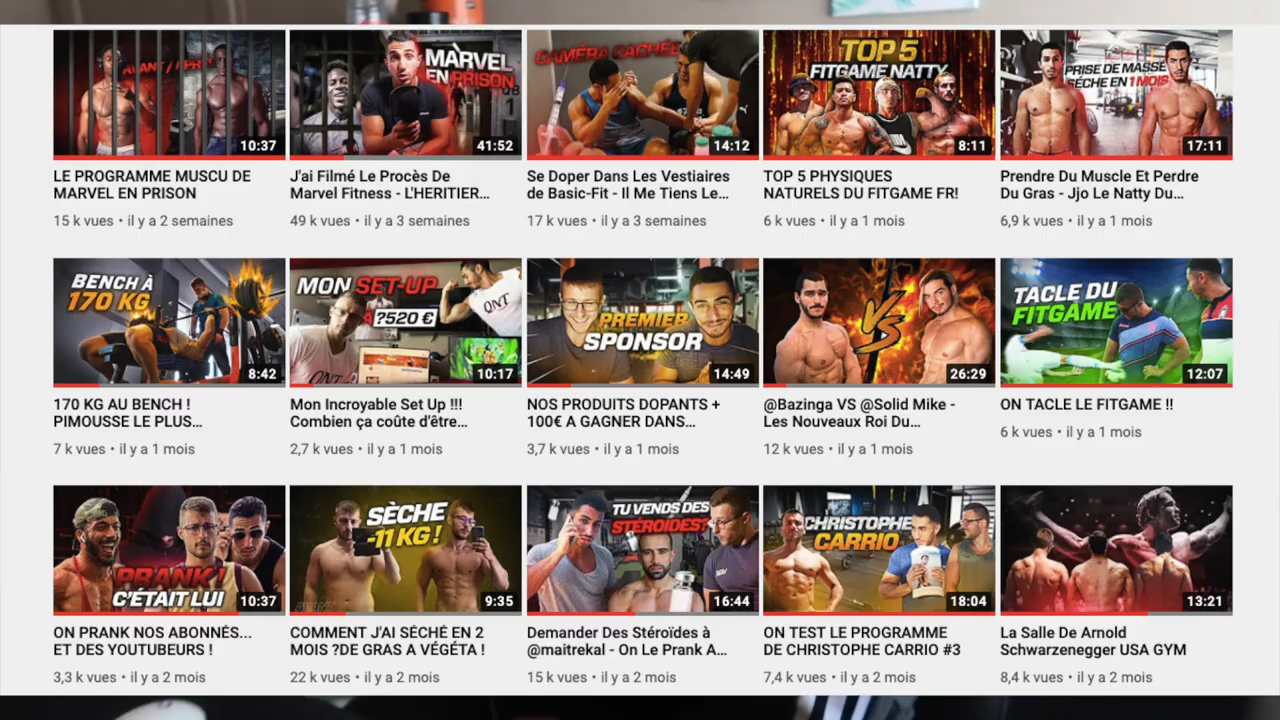 AVANT / APRÈS
10:37
MARVEL
EN PRISON
41:52
CAMÉRA CACHÉE
14:12
TOP 5
FITGAME NATTY
8:11
PRISE DE MASSE
SÈCHE EN 1 MOIS
17:11
LE PROGRAMME MUSCU DE
MARVEL EN PRISON
15 k vues • il y a 2 semaines
J'ai Filmé Le Procès De
Marvel Fitness - L'HERITIER...
49 k vues • il y a 3 semaines
Se Doper Dans Les Vestiaires
de Basic-Fit - Il Me Tiens Le...
17 k vues • il y a 3 semaines
TOP 5 PHYSIQUES
NATURELS DU FITGAME FR!
6 k vues • il y a 1 mois
Prendre Du Muscle Et Perdre
Du Gras - Jjo Le Natty Du...
6,9 k vues • il y a 1 mois
BENCH À
170 KG
8:42
MON SET-UP
À ?520 €
QNT
QNT
10:17
PREMIER
SPONSOR
14:49
VS
26:29
TACLE DU
FITGAME
12:07
170 KG AU BENCH !
PIMOUSSE LE PLUS...
7 k vues • il y a 1 mois
Mon Incroyable Set Up !!!
Combien ça coûte d'être...
2,7 k vues • il y a 1 mois
NOS PRODUITS DOPANTS +
100€ A GAGNER DANS...
3,7 k vues • il y a 1 mois
@Bazinga VS @Solid Mike -
Les Nouveaux Roi Du...
12 k vues • il y a 1 mois
ON TACLE LE FITGAME !!
6 k vues • il y a 1 mois
PRANK !
C'ÉTAIT LUI
10:37
SÈCHE
-11 KG !
9:35
TU VENDS DES
STÉROIDES?
16:44
CHRISTOPHE
CARRIO
18:04
13:21
ON PRANK NOS ABONNÉS...
ET DES YOUTUBEURS !
3,3 k vues • il y a 2 mois
COMMENT J'AI SÉCHÉ EN 2
MOIS ?DE GRAS A VÉGÉTA !
22 k vues • il y a 2 mois
Demander Des Stéroïdes à
@maitrekal - On Le Prank A...
15 k vues • il y a 2 mois
ON TEST LE PROGRAMME
DE CHRISTOPHE CARRIO #3
7,4 k vues • il y a 2 mois
La Salle De Arnold
Schwarzenegger USA GYM
8,4 k vues • il y a 2 mois